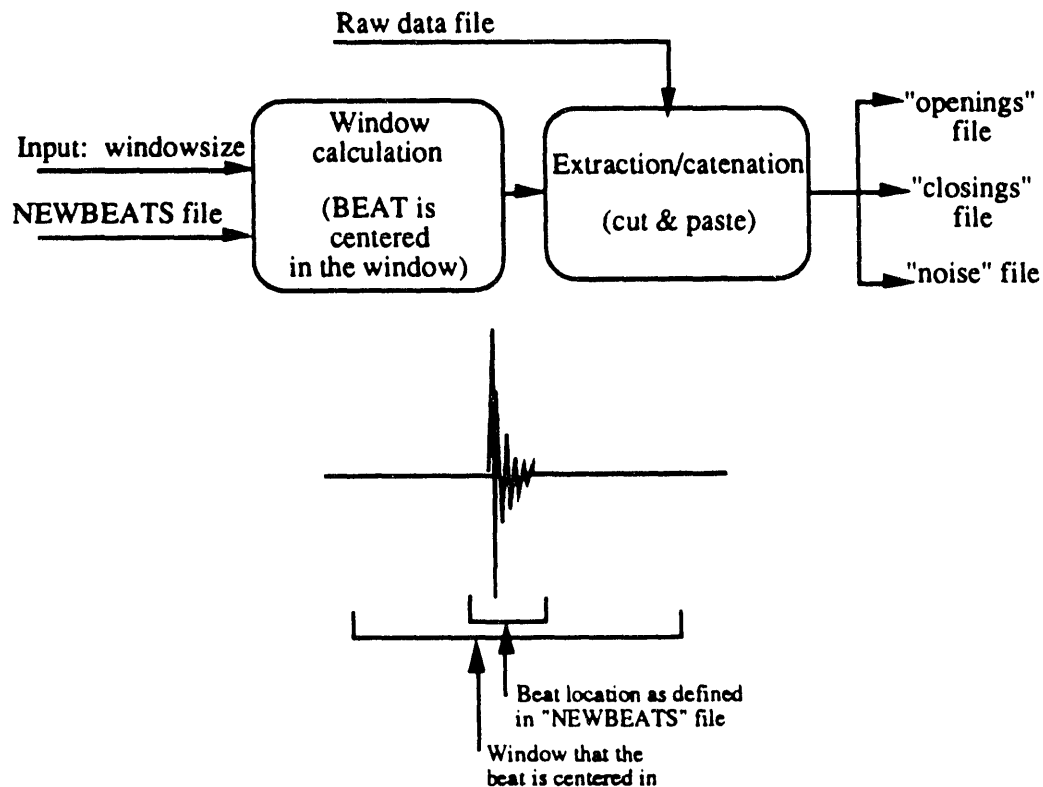 Raw data file
Input: windowsize
NEWBEATS file
Window
calculation
(BEAT is
centered
in the window)
Extraction/catenation
(cut & paste)
"openings"
file
"closings"
file
"noise" file
Beat location as defined
in "NEWBEATS" file
Window that the
beat is centered in